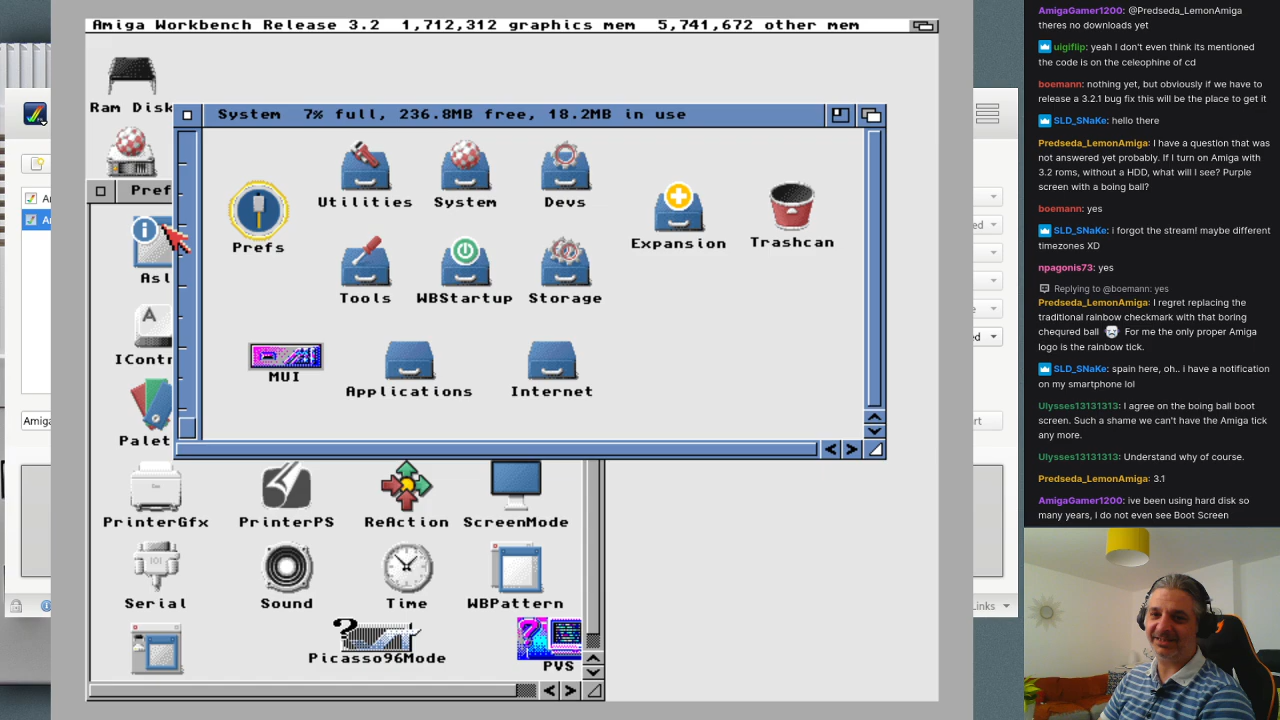 Amiga Workbench Release 3.2 1,712,312 graphics mem 5,741,672 other mem
Ram Disk
System 7% full, 236.8MB free, 18.2MB in use
Pref
Utilities
System
Devs
Prefs
Expansion
Trashcan
Asl
Tools
WBStartup
Storage
IContr
MUI
Applications
Internet
Palet
Amiga
PrinterGfx
PrinterPS
ReAction
ScreenMode
Serial
Sound
Time
WBPattern
Picasso96Mode
PVS
Links
AmigaGamer1200: @Predseda_LemonAmiga
theres no downloads yet
uigiflip: yeah I don't even think its mentioned
the code is on the celeophine of cd
boemann: nothing yet, but obviously if we have to
release a 3.2.1 bug fix this will be the place to get it
SLD_SNaKe: hello there
Predseda_LemonAmiga: I have a question that was
not answered yet probably. If I turn on Amiga with
3.2 roms, without a HDD, what will I see? Purple
screen with a boing ball?
boemann: yes
SLD_SNaKe: i forgot the stream! maybe different
timezones XD
npagonis73: yes
Replying to @boemann: yes
Predseda_LemonAmiga: I regret replacing the
traditional rainbow checkmark with that boring
chequred ball For me the only proper Amiga
logo is the rainbow tick.
SLD_SNaKe: spain here, oh.. i have a notification
on my smartphone lol
Ulysses13131313: I agree on the boing ball boot
screen. Such a shame we can't have the Amiga tick
any more.
Ulysses13131313: Understand why of course.
Predseda_LemonAmiga: 3.1
AmigaGamer1200: ive been using hard disk so
many years, i do not even see Boot Screen